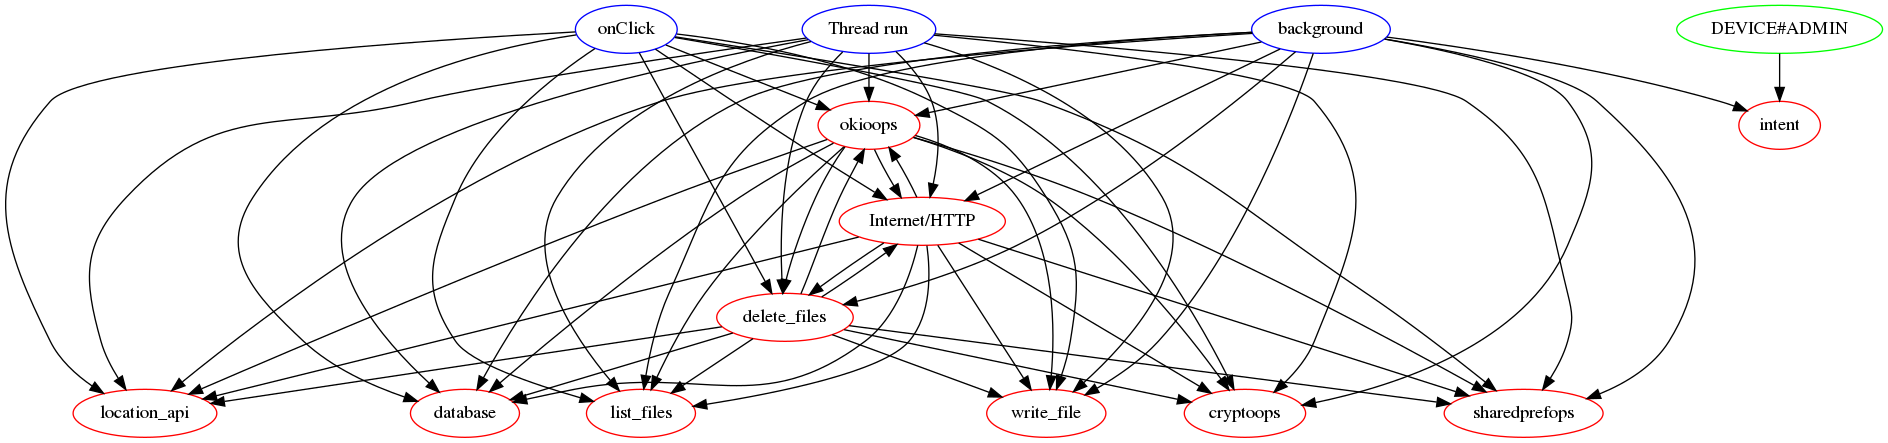 onClick
Thread run
background
DEVICE#ADMIN
okioops
intent
Internet/HTTP
delete_files
location_api
database
list_files
write_file
cryptoops
sharedprefops